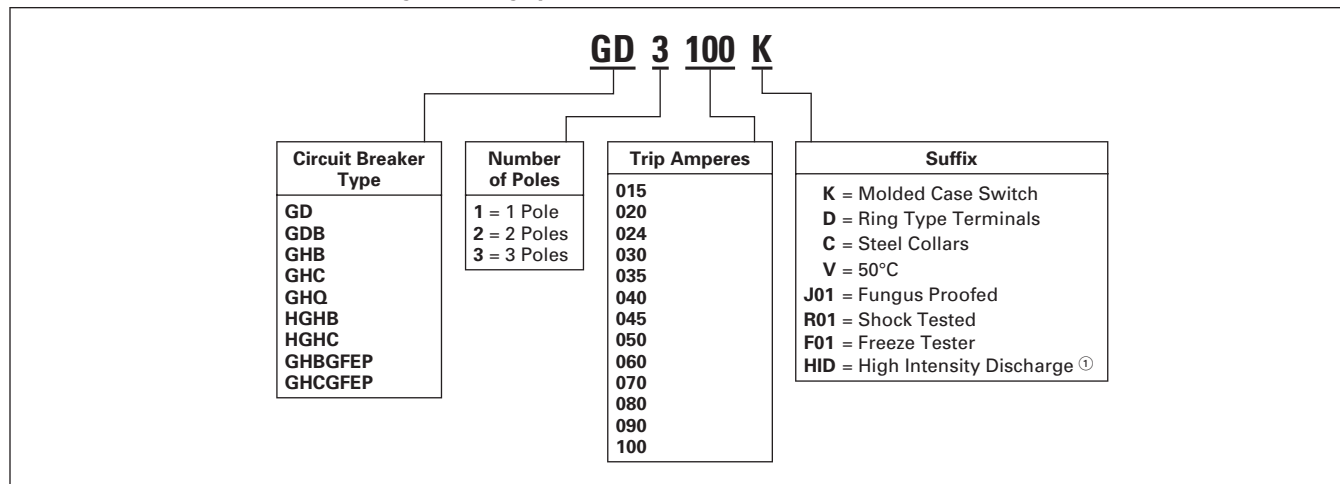 GD 3 100 K
Circuit Breaker
Type
GD
GDB
GHB
GHC
GHQ
HGHB
HGHC
GHBGFEP
GHCGFEP
Number
of Poles
1 = 1 Pole
2 = 2 Poles
3 = 3 Poles
Trip Amperes
015
020
024
030
035
040
045
050
060
070
080
090
100
Suffix
K = Molded Case Switch
D = Ring Type Terminals
C = Steel Collars
V = 50°C
J01 = Fungus Proofed
R01 = Shock Tested
F01 = Freeze Tester
HID = High Intensity Discharge ①